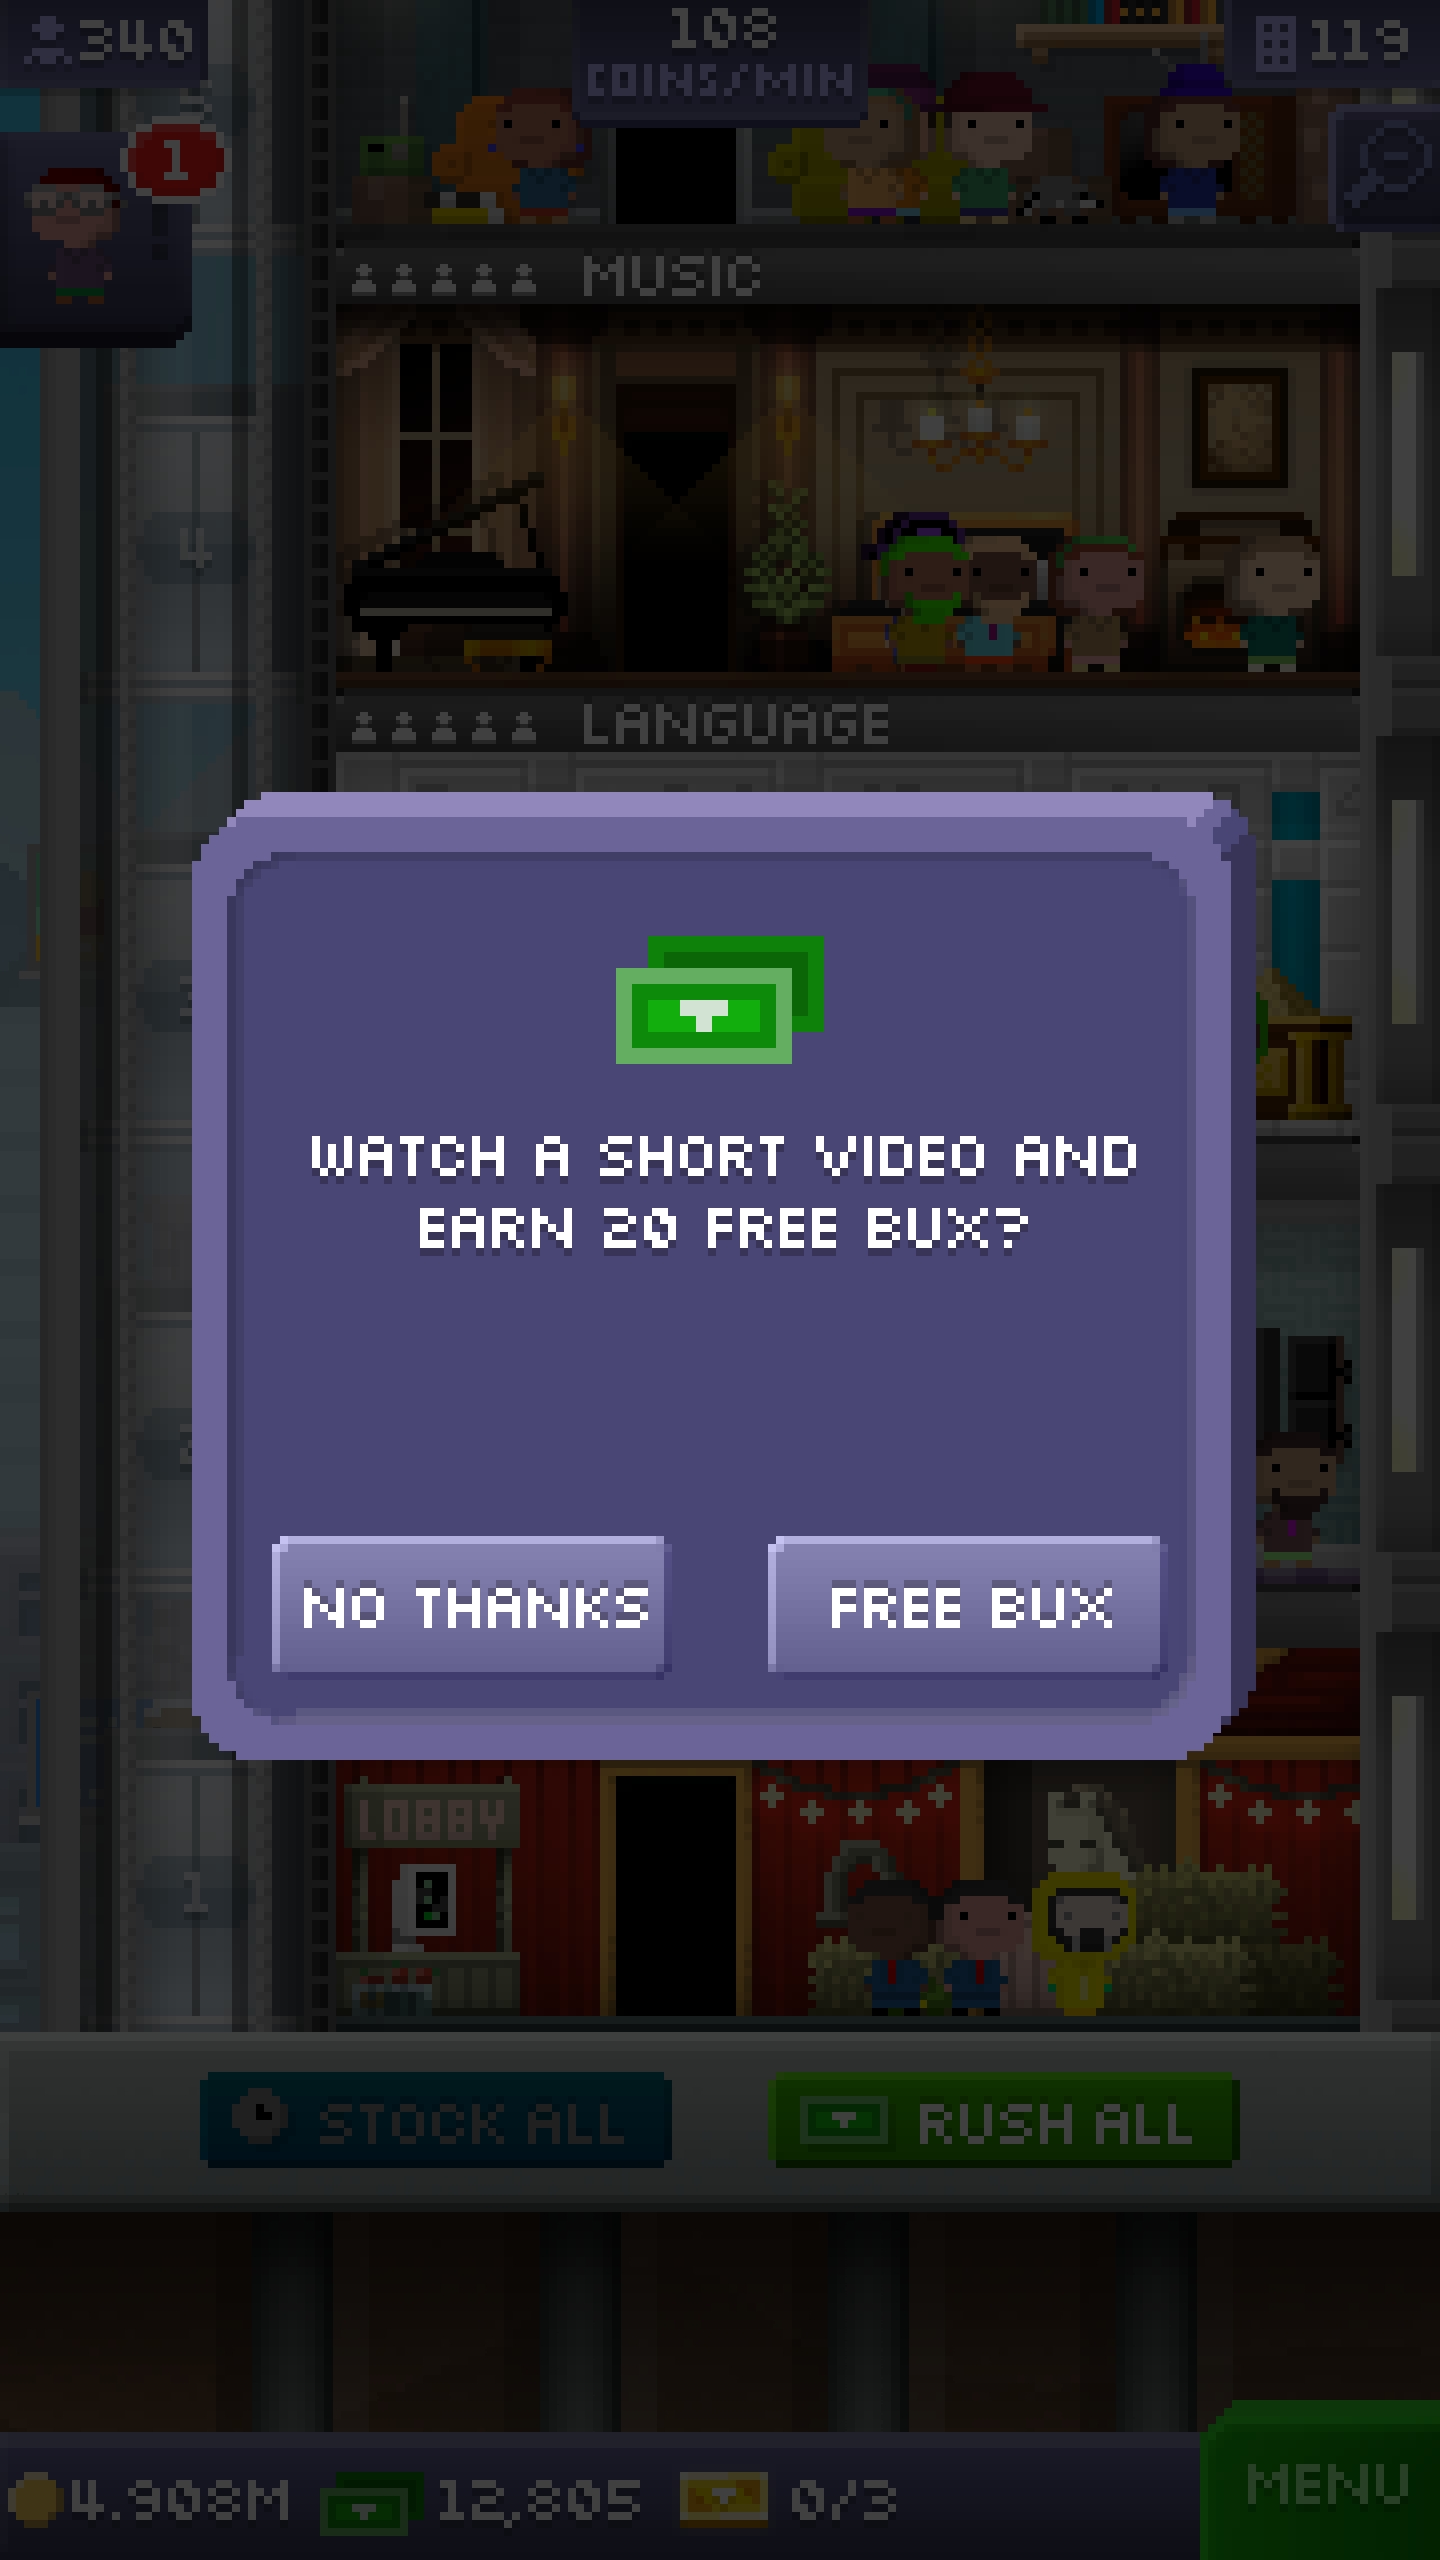 340
108
COINS/MIN
119
1
MUSIC
4
LANGUAGE
WATCH A SHORT VIDEO AND
EARN 20 FREE BUX?
NO THANKS
FREE BUX
LOBBY
1
STOCK ALL
RUSH ALL
4.908M
12,805
0/3
MENU